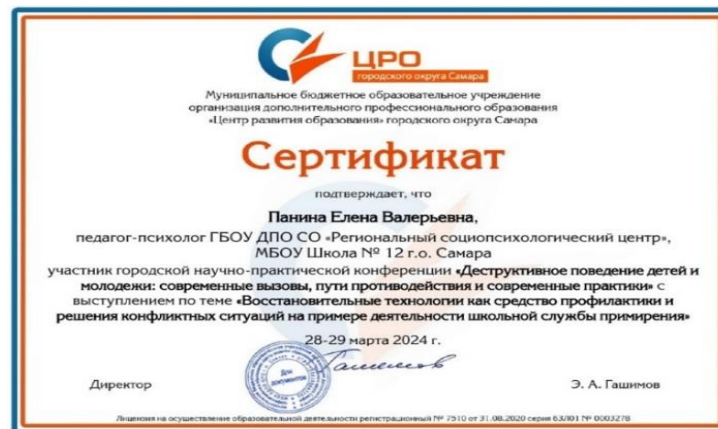 ЦРО
городского округа Самара
Муниципальное бюджетное образовательное учреждение
организация дополнительного профессионального образования
«Центр развития образования» городского округа Самара
Сертификат
подтверждает, что
Панина Елена Валерьевна,
педагог-психолог ГБОУ ДПО СО «Региональный социопсихологический центр»,
МБОУ Школа № 12 г.о. Самара
участник городской научно-практической конференции «Деструктивное поведение детей и
молодежи: современные вызовы, пути противодействия и современные практики» с
выступлением по теме «Восстановительные технологии как средство профилактики и
решения конфликтных ситуаций на примере деятельности школьной службы примирения»
28-29 марта 2024 г.
Для
документов
Директор
Э. А. Гашимов
Лицензия на осуществление образовательной деятельности регистрационный № 7510 от 31.08.2020 серия 63Л01 № 0003278